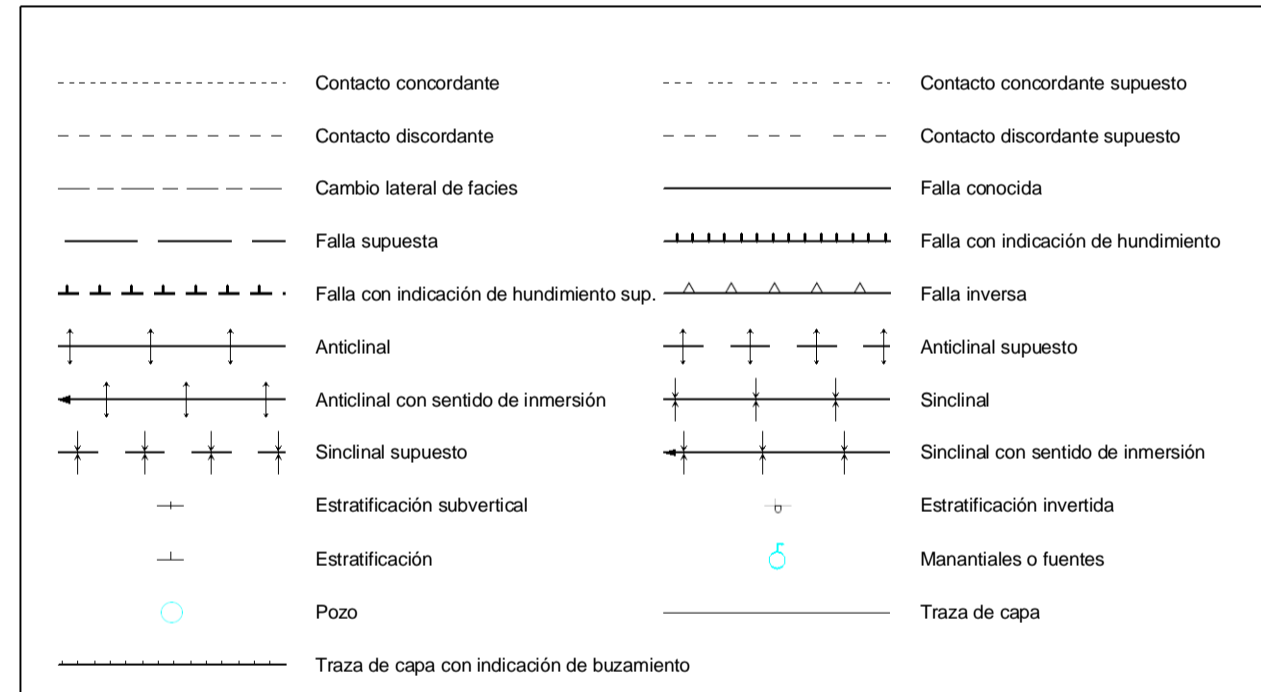 Contacto concordante
Contacto concordante supuesto
Contacto discordante
Contacto discordante supuesto
Cambio lateral de facies
Falla conocida
Falla supuesta
Falla con indicación de hundimiento
Falla con indicación de hundimiento sup.
Falla inversa
Anticlinal
Anticlinal supuesto
Anticlinal con sentido de inmersión
Sinclinal
Sinclinal supuesto
Sinclinal con sentido de inmersión
Estratificación subvertical
Estratificación invertida
Estratificación
Manantiales o fuentes
Pozo
Traza de capa
Traza de capa con indicación de buzamiento